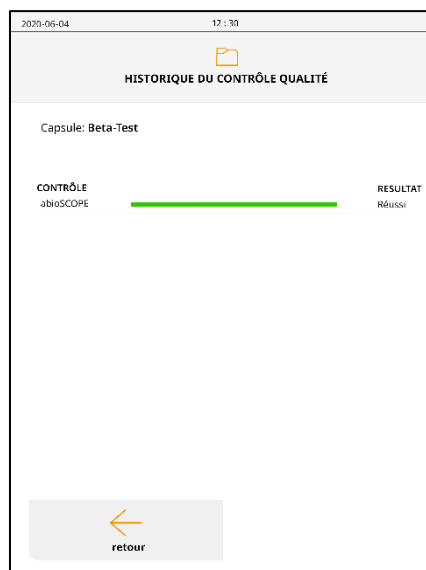 2020-06-04 12 : 30
HISTORIQUE DU CONTRÔLE QUALITÉ
Capsule: Beta-Test
CONTRÔLE RESULTAT
abioSCOPE Réussi
retour